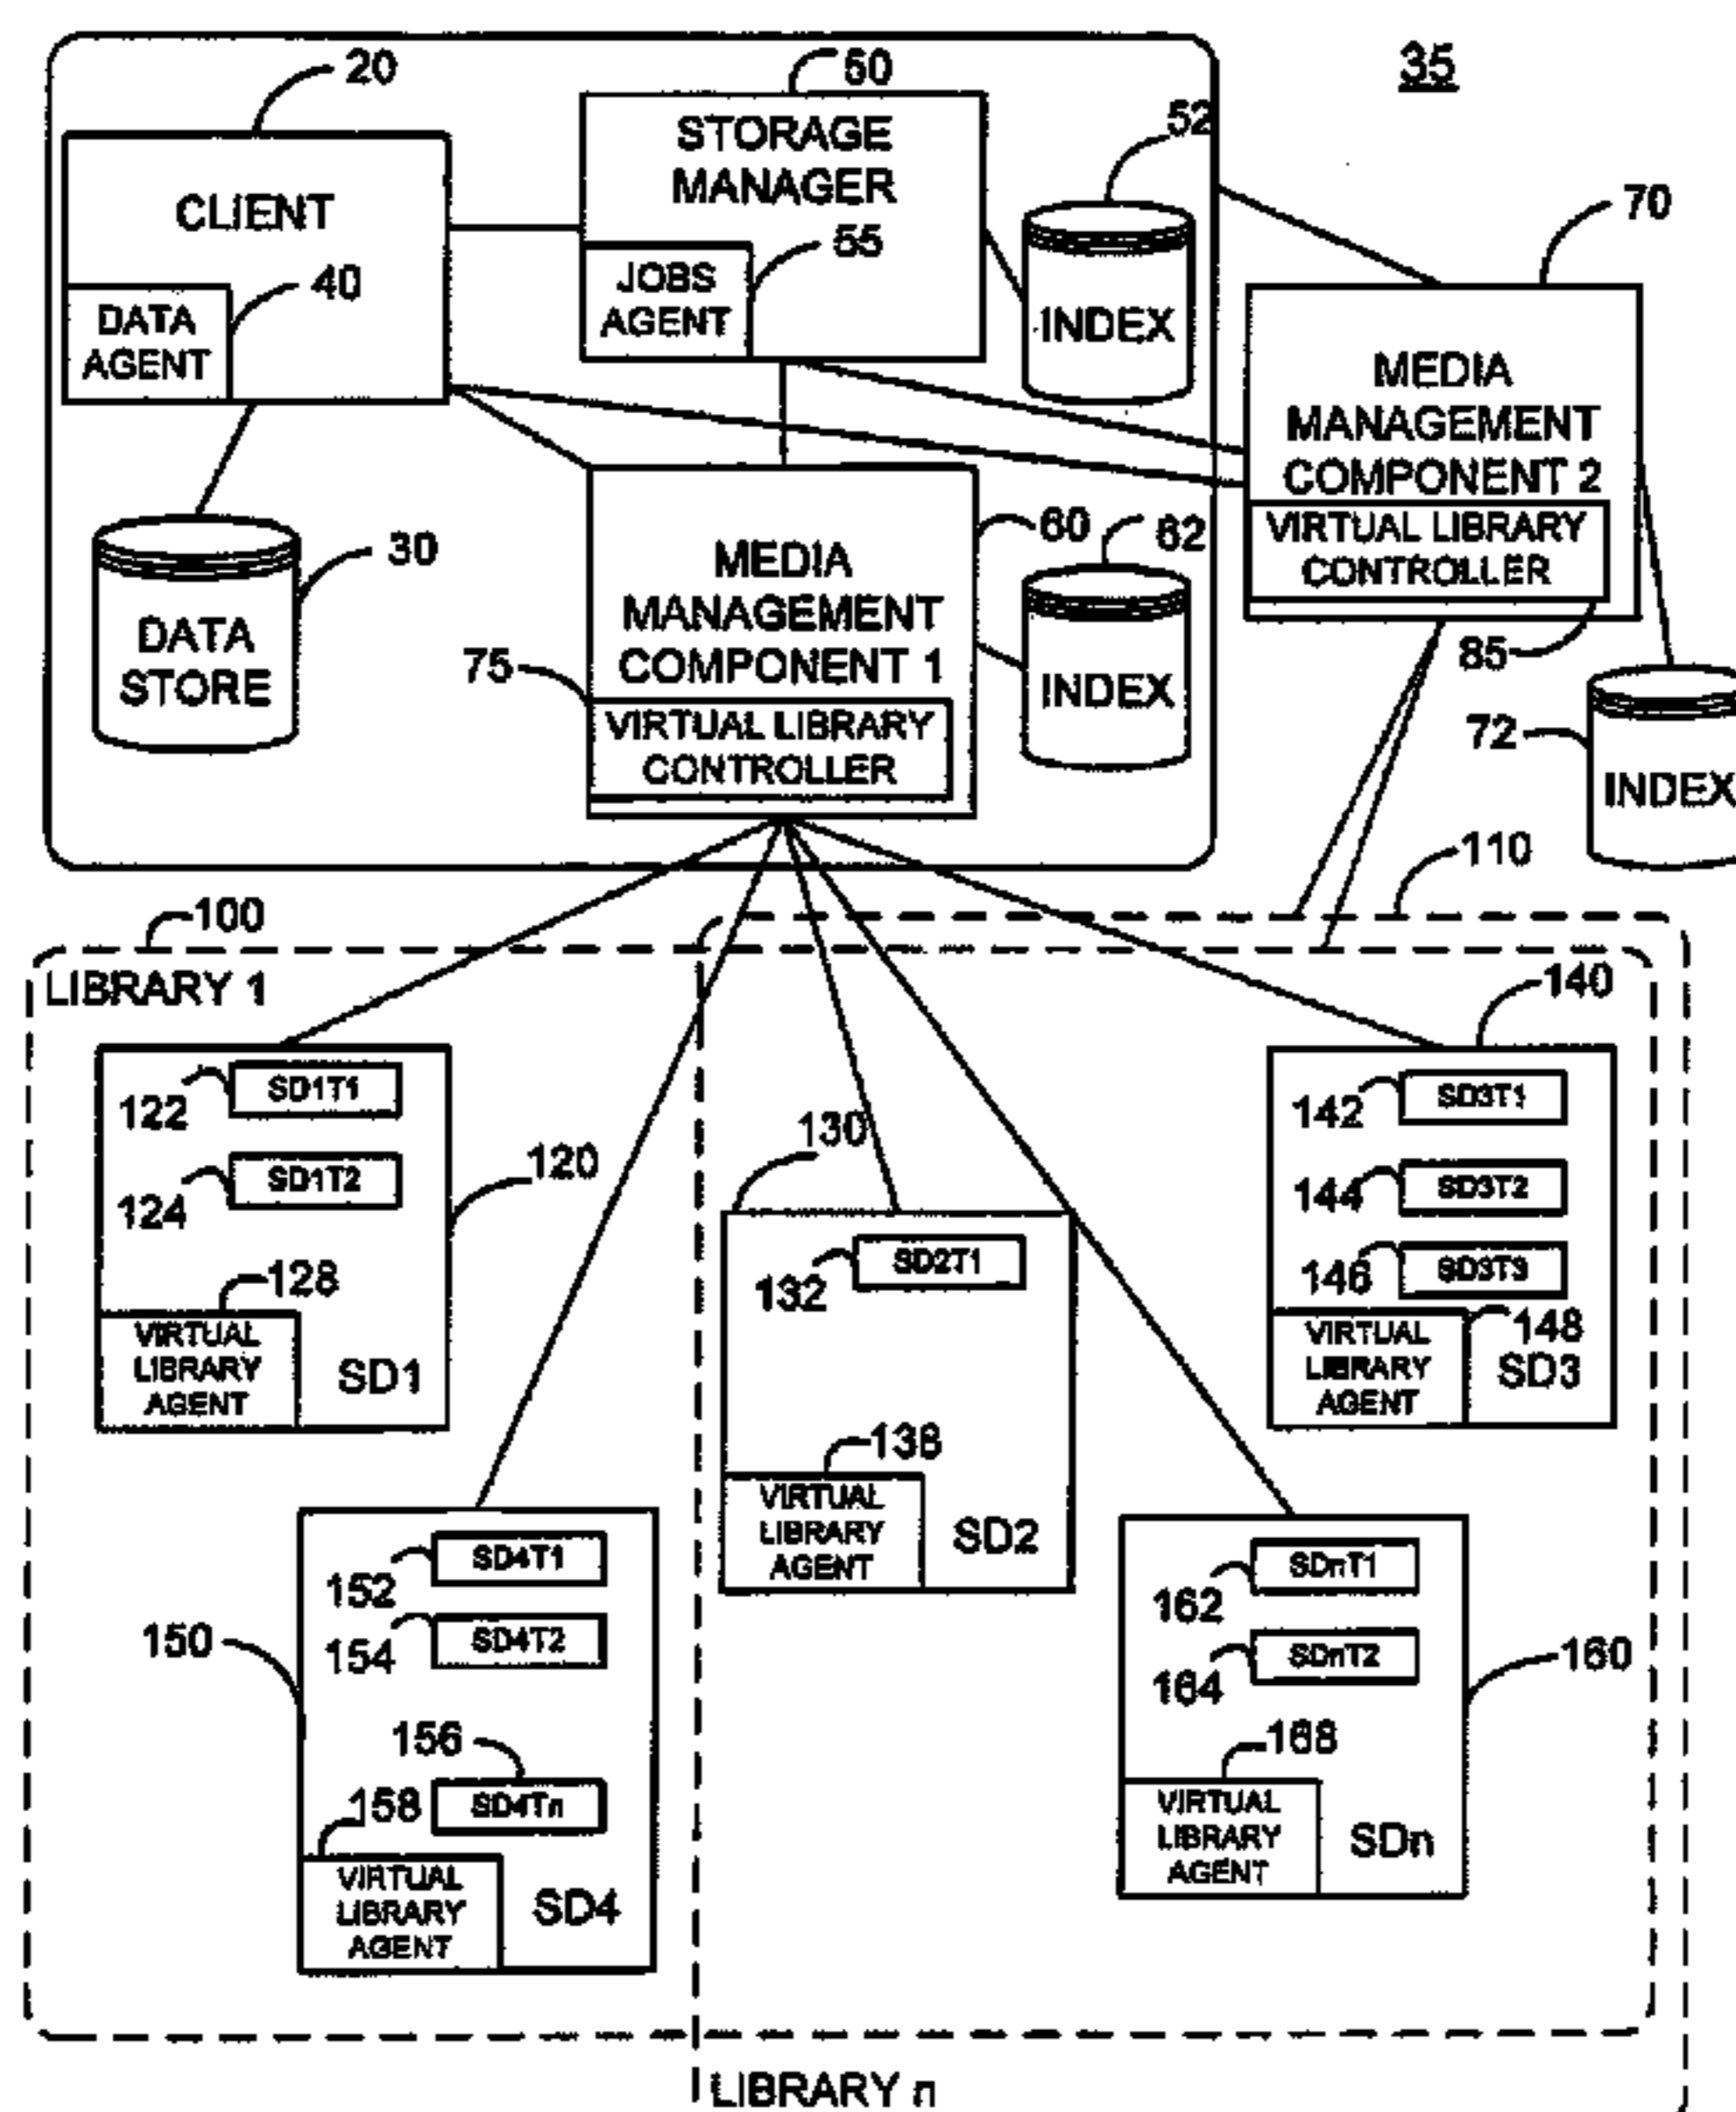 35
20
50
52
STORAGE
MANAGER
CLIENT
70
55
JOBS
AGENT
40
DATA
AGENT
INDEX
MEDIA
MANAGEMENT
COMPONENT 2
VIRTUAL LIBRARY
CONTROLLER
60
62
30
MEDIA
MANAGEMENT
COMPONENT 1
DATA
STORE
75
85
INDEX
VIRTUAL LIBRARY
CONTROLLER
72
INDEX
110
100
LIBRARY 1
140
SD1T1
122
SD1T2
124
120
128
VIRTUAL
LIBRARY
AGENT
SD1
130
SD2T1
132
138
VIRTUAL
LIBRARY
AGENT
SD2
SD3T1
142
SD3T2
144
SD3T3
146
148
VIRTUAL
LIBRARY
AGENT
SD3
SD4T1
152
SD4T2
154
150
156
SD4Tn
158
VIRTUAL
LIBRARY
AGENT
SD4
SDnT1
162
SDnT2
164
160
168
VIRTUAL
LIBRARY
AGENT
SDn
LIBRARY n